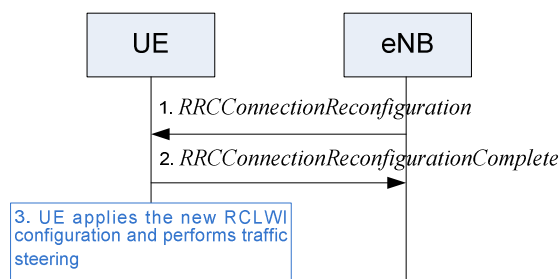 UE
eNB
1. RRCConnectionReconfiguration
2. RRCConnectionReconfigurationComplete
3. UE applies the new RCLWI
configuration and performs traffic
steering